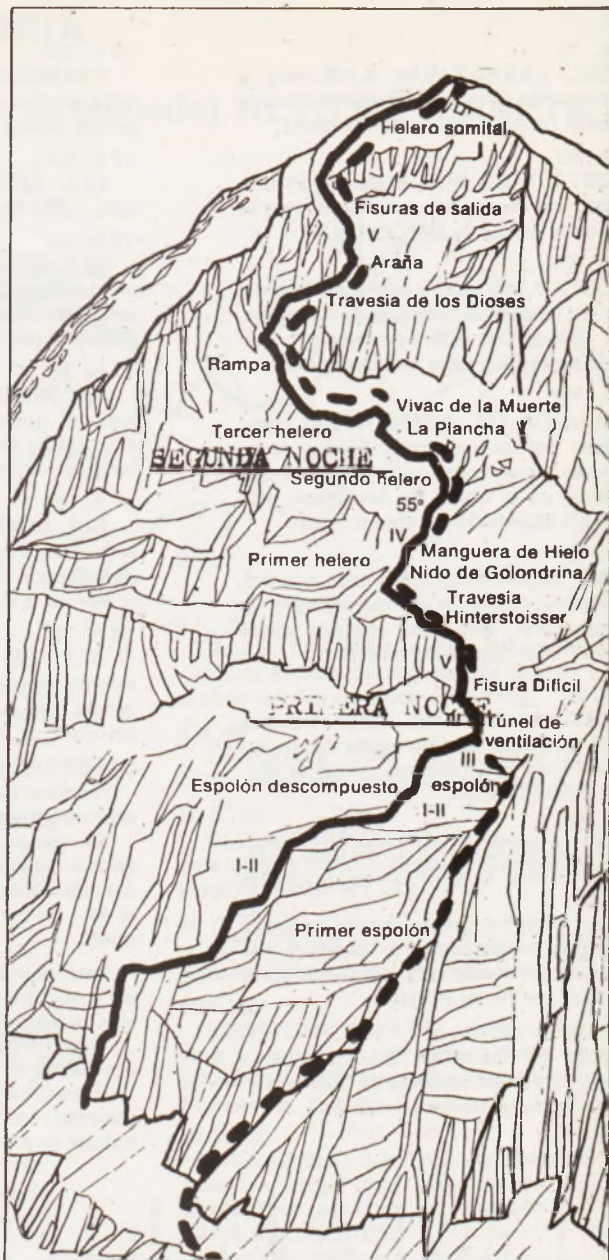 Helero somital
Fisuras de salida
V
Araña
Travesia de los Dioses
Rampa
Vivac de la Muerte
La Plancha
Tercer helero
SEGUNDA NOCHE
Segundo helero
55°
IV
Manguera de Hielo
Nido de Golondrina
Primer helero
Travesia
Hinterstoisser
V
Fisura Difícil
PRIMERA NOCHE
Túnel de
ventilación
III
Espolón descompuesto
espolón
I-II
I-II
Primer espolón